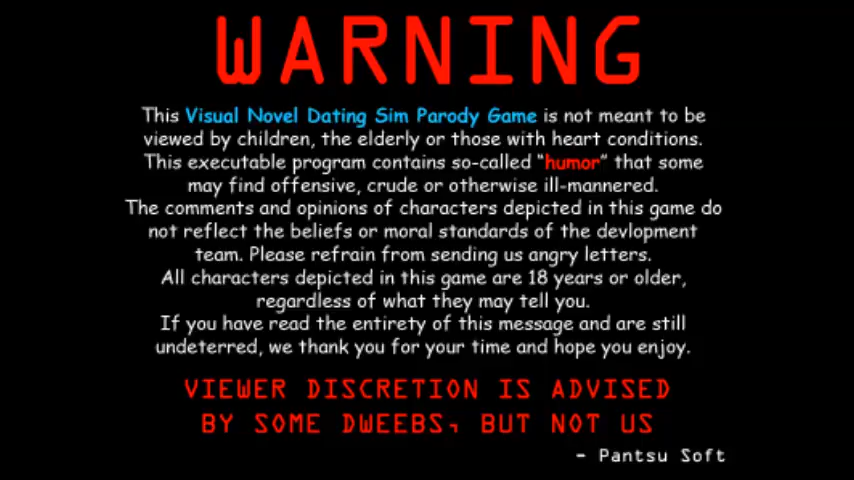 WARNING
This Visual Novel Dating Sim Parody Game is not meant to be
viewed by children, the elderly or those with heart conditions.
This executable program contains so-called “humor” that some
may find offensive, crude or otherwise ill-mannered.
The comments and opinions of characters depicted in this game do
not reflect the beliefs or moral standards of the devlopment
team. Please refrain from sending us angry letters.
All characters depicted in this game are 18 years or older,
regardless of what they may tell you.
If you have read the entirety of this message and are still
undeterred, we thank you for your time and hope you enjoy.
VIEWER DISCRETION IS ADVISED
BY SOME DWEEBS, BUT NOT US
- Pantsu Soft